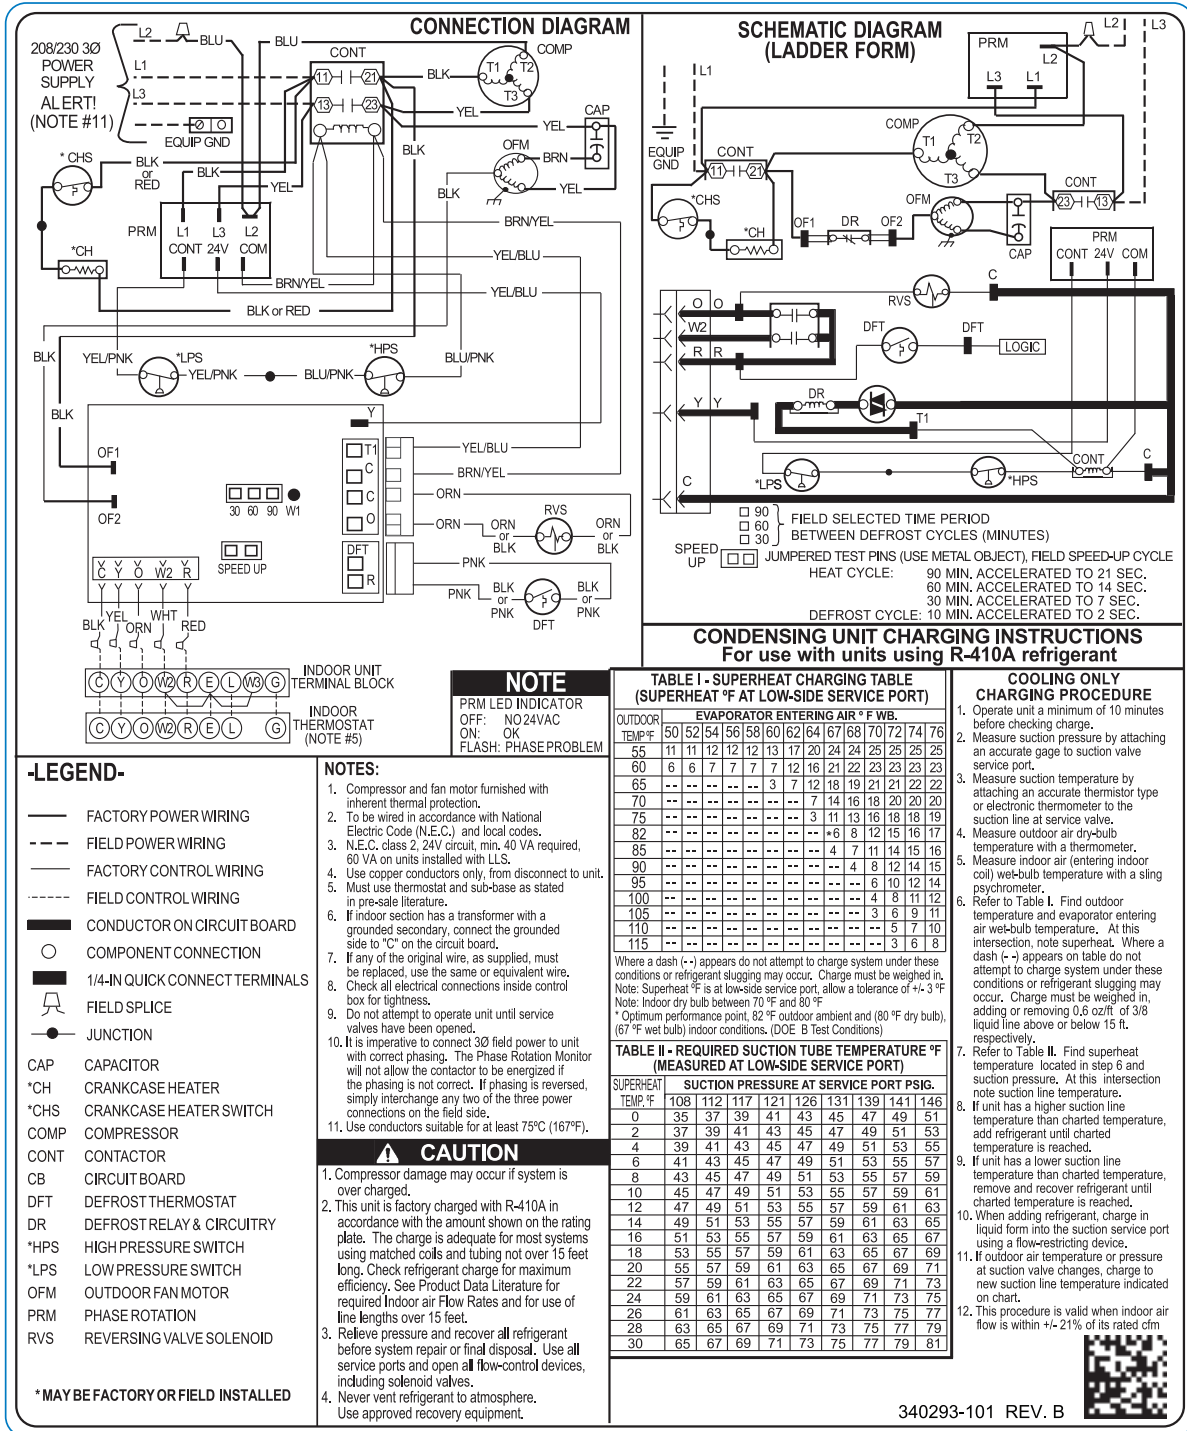 CONNECTION DIAGRAM
208/230 3Ø
POWER
SUPPLY
ALERT!
(NOTE #11)
L2
L1
L3
BLU
BLU
CONT
11
21
13
23
BLK
YEL
YEL
COMP
T1
T2
T3
CAP
OFM
BRN
YEL
EQUIP GND
* CHS
BLK
or
RED
BLK
YEL
BLK
BLK
PRM
L1
L3
L2
CONT
24V
COM
*CH
BRN/YEL
BLK or RED
BRN/YEL
YEL/BLU
YEL/BLU
BLK
YEL/PNK
*LPS
YEL/PNK
BLU/PNK
*HPS
BLU/PNK
BLK
Y
OF1
OF2
T1
C
C
O
DFT
R
YEL/BLU
BRN/YEL
ORN
ORN
ORN
or
BLK
RVS
ORN
or
BLK
PNK
PNK
BLK
or
PNK
DFT
BLK
or
PNK
30 60 90 W1
SPEED UP
C Y O W2 R
BLK
YEL
ORN
WHT
RED
C Y O W2 R E L W3 G
INDOOR UNIT
TERMINAL BLOCK
C Y O W2 R E L G
INDOOR
THERMOSTAT
(NOTE #5)
SCHEMATIC DIAGRAM
(LADDER FORM)
L2
L3
PRM
L2
L3
L1
L1
EQUIP
GND
CONT
11
21
COMP
T1
T2
T3
CONT
23
13
*CHS
*CH
OF1
DR
OF2
OFM
CAP
PRM
CONT 24V COM
O O
W2
R R
Y Y
C
RVS
C
DFT
DFT
LOGIC
DR
T1
*LPS
*HPS
CONT
C
90
60
30
FIELD SELECTED TIME PERIOD
BETWEEN DEFROST CYCLES (MINUTES)
SPEED
UP
JUMPERED TEST PINS (USE METAL OBJECT), FIELD SPEED-UP CYCLE
HEAT CYCLE: 90 MIN. ACCELERATED TO 21 SEC.
60 MIN. ACCELERATED TO 14 SEC.
30 MIN. ACCELERATED TO 7 SEC.
DEFROST CYCLE: 10 MIN. ACCELERATED TO 2 SEC.
CONDENSING UNIT CHARGING INSTRUCTIONS
For use with units using R-410A refrigerant
NOTE
PRM LED INDICATOR
OFF: NO 24VAC
ON: OK
FLASH: PHASE PROBLEM
-LEGEND-
FACTORY POWER WIRING
FIELD POWER WIRING
FACTORY CONTROL WIRING
FIELD CONTROL WIRING
CONDUCTOR ON CIRCUIT BOARD
COMPONENT CONNECTION
1/4-IN QUICK CONNECT TERMINALS
FIELD SPLICE
JUNCTION
CAP CAPACITOR
*CH CRANKCASE HEATER
*CHS CRANKCASE HEATER SWITCH
COMP COMPRESSOR
CONT CONTACTOR
CB CIRCUIT BOARD
DFT DEFROST THERMOSTAT
DR DEFROST RELAY & CIRCUITRY
*HPS HIGH PRESSURE SWITCH
*LPS LOW PRESSURE SWITCH
OFM OUTDOOR FAN MOTOR
PRM PHASE ROTATION
RVS REVERSING VALVE SOLENOID
* MAY BE FACTORY OR FIELD INSTALLED
NOTES:
1. Compressor and fan motor furnished with
inherent thermal protection.
2. To be wired in accordance with National
Electric Code (N.E.C.) and local codes.
3. N.E.C. class 2, 24V circuit, min. 40 VA required,
60 VA on units installed with LLS.
4. Use copper conductors only, from disconnect to unit.
5. Must use thermostat and sub-base as stated
in pre-sale literature.
6. If indoor section has a transformer with a
grounded secondary, connect the grounded
side to "C" on the circuit board.
7. If any of the original wire, as supplied, must
be replaced, use the same or equivalent wire.
8. Check all electrical connections inside control
box for tightness.
9. Do not attempt to operate unit until service
valves have been opened.
10. It is imperative to connect 3Ø field power to unit
with correct phasing. The Phase Rotation Monitor
will not allow the contactor to be energized if
the phasing is not correct. If phasing is reversed,
simply interchange any two of the three power
connections on the field side.
11. Use conductors suitable for at least 75ºC (167ºF).
CAUTION
1. Compressor damage may occur if system is
over charged.
2. This unit is factory charged with R-410A in
accordance with the amount shown on the rating
plate. The charge is adequate for most systems
using matched coils and tubing not over 15 feet
long. Check refrigerant charge for maximum
efficiency. See Product Data Literature for
required Indoor air Flow Rates and for use of
line lengths over 15 feet.
3. Relieve pressure and recover all refrigerant
before system repair or final disposal. Use all
service ports and open all flow-control devices,
including solenoid valves.
4. Never vent refrigerant to atmosphere.
Use approved recovery equipment.
TABLE I - SUPERHEAT CHARGING TABLE
(SUPERHEAT ºF AT LOW-SIDE SERVICE PORT)
OUTDOOR EVAPORATOR ENTERING AIR º F WB.
TEMP ºF 50 52 54 56 58 60 62 64 67 68 70 72 74 76
55 11 11 12 12 12 13 17 20 24 24 25 25 25 25
60 6 6 7 7 7 7 12 16 21 22 23 23 23 23
65 -- -- -- -- -- 3 7 12 18 19 21 21 22 22
70 -- -- -- -- -- -- -- 7 14 16 18 20 20 20
75 -- -- -- -- -- -- -- 3 11 13 16 18 18 19
82 -- -- -- -- -- -- -- -- *6 8 12 15 16 17
85 -- -- -- -- -- -- -- -- 4 7 11 14 15 16
90 -- -- -- -- -- -- -- -- -- 4 8 12 14 15
95 -- -- -- -- -- -- -- -- -- -- 6 10 12 14
100 -- -- -- -- -- -- -- -- -- -- 4 8 11 12
105 -- -- -- -- -- -- -- -- -- -- 3 6 9 11
110 -- -- -- -- -- -- -- -- -- -- -- 5 7 10
115 -- -- -- -- -- -- -- -- -- -- -- 3 6 8
Where a dash (- -) appears do not attempt to charge system under these
conditions or refrigerant slugging may occur. Charge must be weighed in.
Note: Superheat ºF is at low-side service port, allow a tolerance of +/- 3 ºF
Note: Indoor dry bulb between 70 ºF and 80 ºF
* Optimum performance point, 82 ºF outdoor ambient and (80 ºF dry bulb),
(67 ºF wet bulb) indoor conditions. (DOE B Test Conditions)
TABLE II - REQUIRED SUCTION TUBE TEMPERATURE ºF
(MEASURED AT LOW-SIDE SERVICE PORT)
SUPERHEAT SUCTION PRESSURE AT SERVICE PORT PSIG.
TEMP. ºF 108 112 117 121 126 131 139 141 146
0 35 37 39 41 43 45 47 49 51
2 37 39 41 43 45 47 49 51 53
4 39 41 43 45 47 49 51 53 55
6 41 43 45 47 49 51 53 55 57
8 43 45 47 49 51 53 55 57 59
10 45 47 49 51 53 55 57 59 61
12 47 49 51 53 55 57 59 61 63
14 49 51 53 55 57 59 61 63 65
16 51 53 55 57 59 61 63 65 67
18 53 55 57 59 61 63 65 67 69
20 55 57 59 61 63 65 67 69 71
22 57 59 61 63 65 67 69 71 73
24 59 61 63 65 67 69 71 73 75
26 61 63 65 67 69 71 73 75 77
28 63 65 67 69 71 73 75 77 79
30 65 67 69 71 73 75 77 79 81
COOLING ONLY
CHARGING PROCEDURE
1. Operate unit a minimum of 10 minutes
before checking charge.
2. Measure suction pressure by attaching
an accurate gage to suction valve
service port.
3. Measure suction temperature by
attaching an accurate thermistor type
or electronic thermometer to the
suction line at service valve.
4. Measure outdoor air dry-bulb
temperature with a thermometer.
5. Measure indoor air (entering indoor
coil) wet-bulb temperature with a sling
psychrometer.
6. Refer to Table I. Find outdoor
temperature and evaporator entering
air wet-bulb temperature. At this
intersection, note superheat. Where a
dash (- -) appears on table do not
attempt to charge system under these
conditions or refrigerant slugging may
occur. Charge must be weighed in,
adding or removing 0.6 oz/ft of 3/8
liquid line above or below 15 ft.
respectively.
7. Refer to Table II. Find superheat
temperature located in step 6 and
suction pressure. At this intersection
note suction line temperature.
8. If unit has a higher suction line
temperature than charted temperature,
add refrigerant until charted
temperature is reached.
9. If unit has a lower suction line
temperature than charted temperature,
remove and recover refrigerant until
charted temperature is reached.
10. When adding refrigerant, charge in
liquid form into the suction service port
using a flow-restricting device.
11. If outdoor air temperature or pressure
at suction valve changes, charge to
new suction line temperature indicated
on chart.
12. This procedure is valid when indoor air
flow is within +/- 21% of its rated cfm
340293-101 REV. B